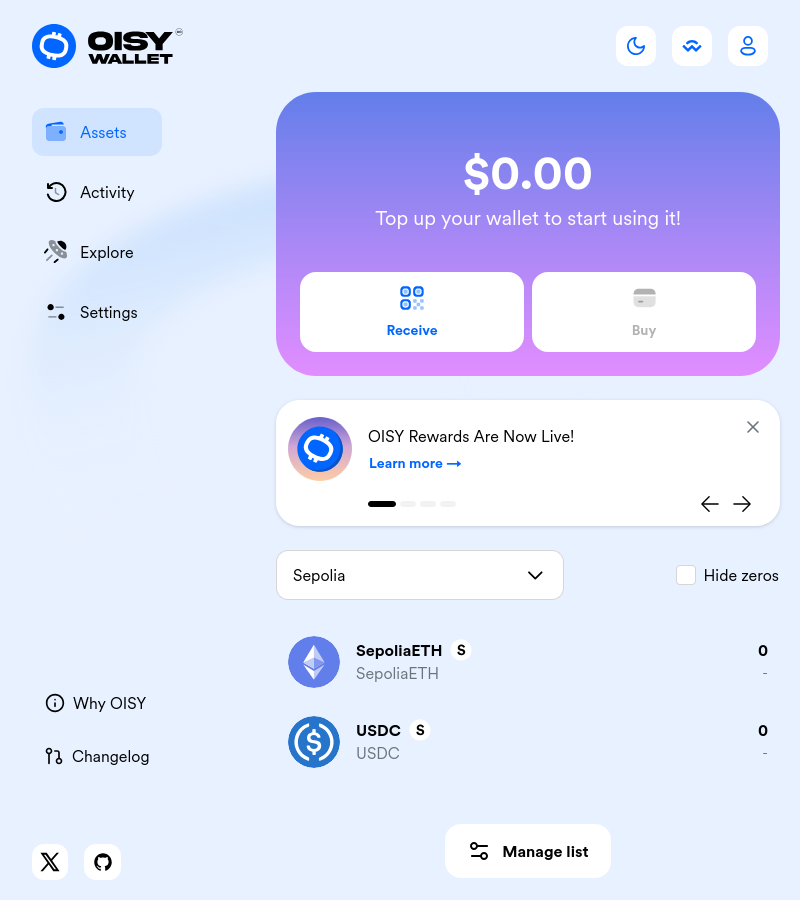 OISY
WALLET
Assets
Activity
Explore
Settings
$0.00
Top up your wallet to start using it!
Receive
Buy
OISY Rewards Are Now Live!
Learn more →
Sepolia
Hide zeros
SepoliaETH S
SepoliaETH
0
-
USDC S
USDC
0
-
Why OISY
Changelog
Manage list